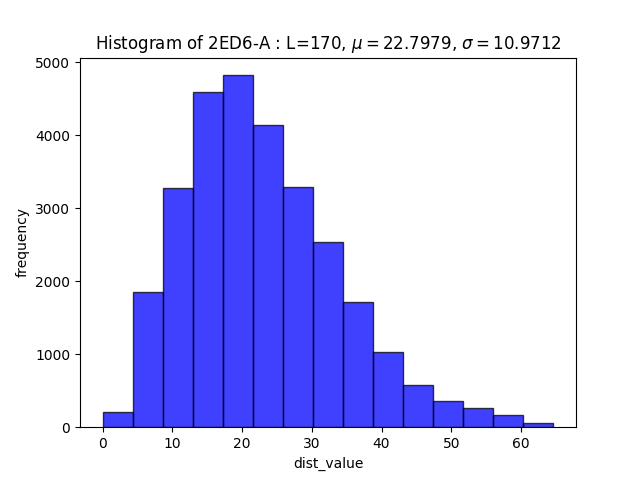 Histogram of 2ED6-A : L=170, μ = 22.7979, σ = 10.9712
5000
4000
3000
2000
1000
0
frequency
0 10 20 30 40 50 60
dist_value